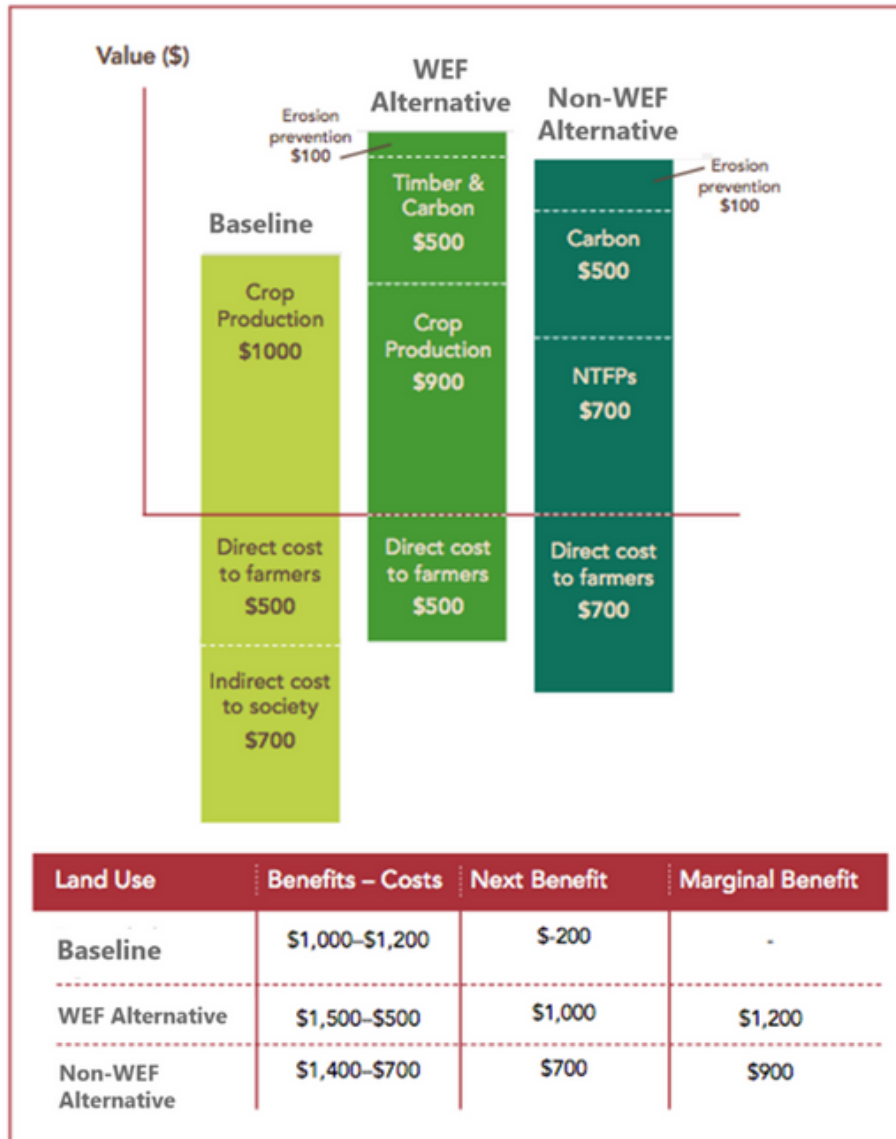 Value ($)
WEF
Alternative
Non-WEF
Alternative
Erosion
prevention
$100
Erosion
prevention
$100
Baseline
Timber &
Carbon
$500
Carbon
$500
Crop
Production
$1000
Crop
Production
$900
NTFPs
$700
Direct cost
to farmers
$500
Direct cost
to farmers
$500
Direct cost
to farmers
$700
Indirect cost
to society
$700
Land Use Benefits – Costs Next Benefit Marginal Benefit
Baseline $1,000–$1,200 $-200 -
WEF Alternative $1,500–$500 $1,000 $1,200
Non-WEF $1,400–$700 $700 $900
Alternative